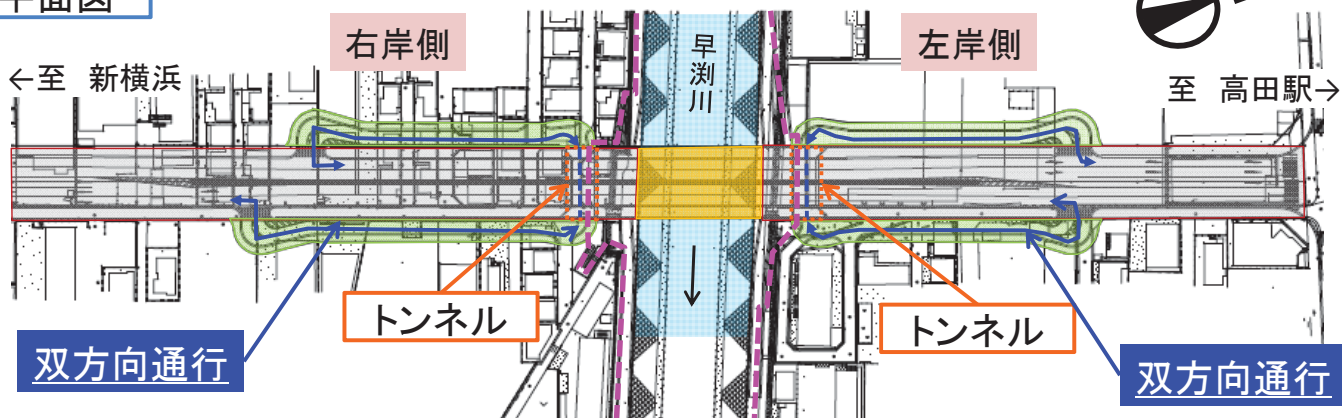 平面図
右岸側
早渕川
左岸側
←至 新横浜
至 高田駅→
トンネル
トンネル
双方向通行
双方向通行